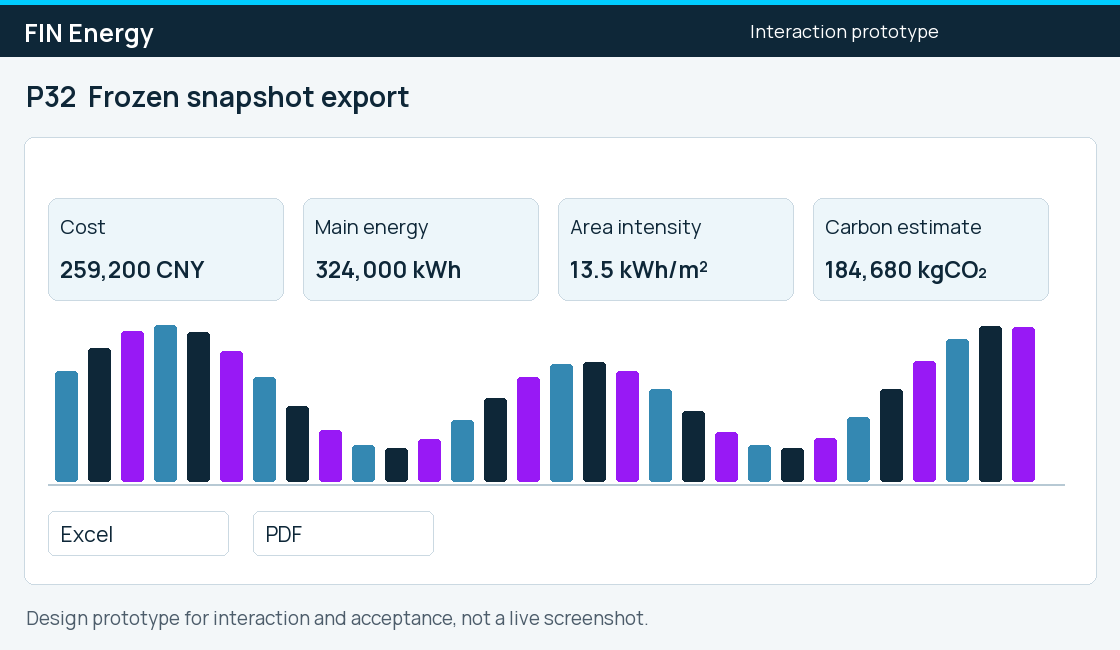 FIN Energy
Interaction prototype
P32 Frozen snapshot export
Cost
259,200 CNY
Main energy
324,000 kWh
Area intensity
13.5 kWh/m²
Carbon estimate
184,680 kgCO₂
Excel
PDF
Design prototype for interaction and acceptance, not a live screenshot.